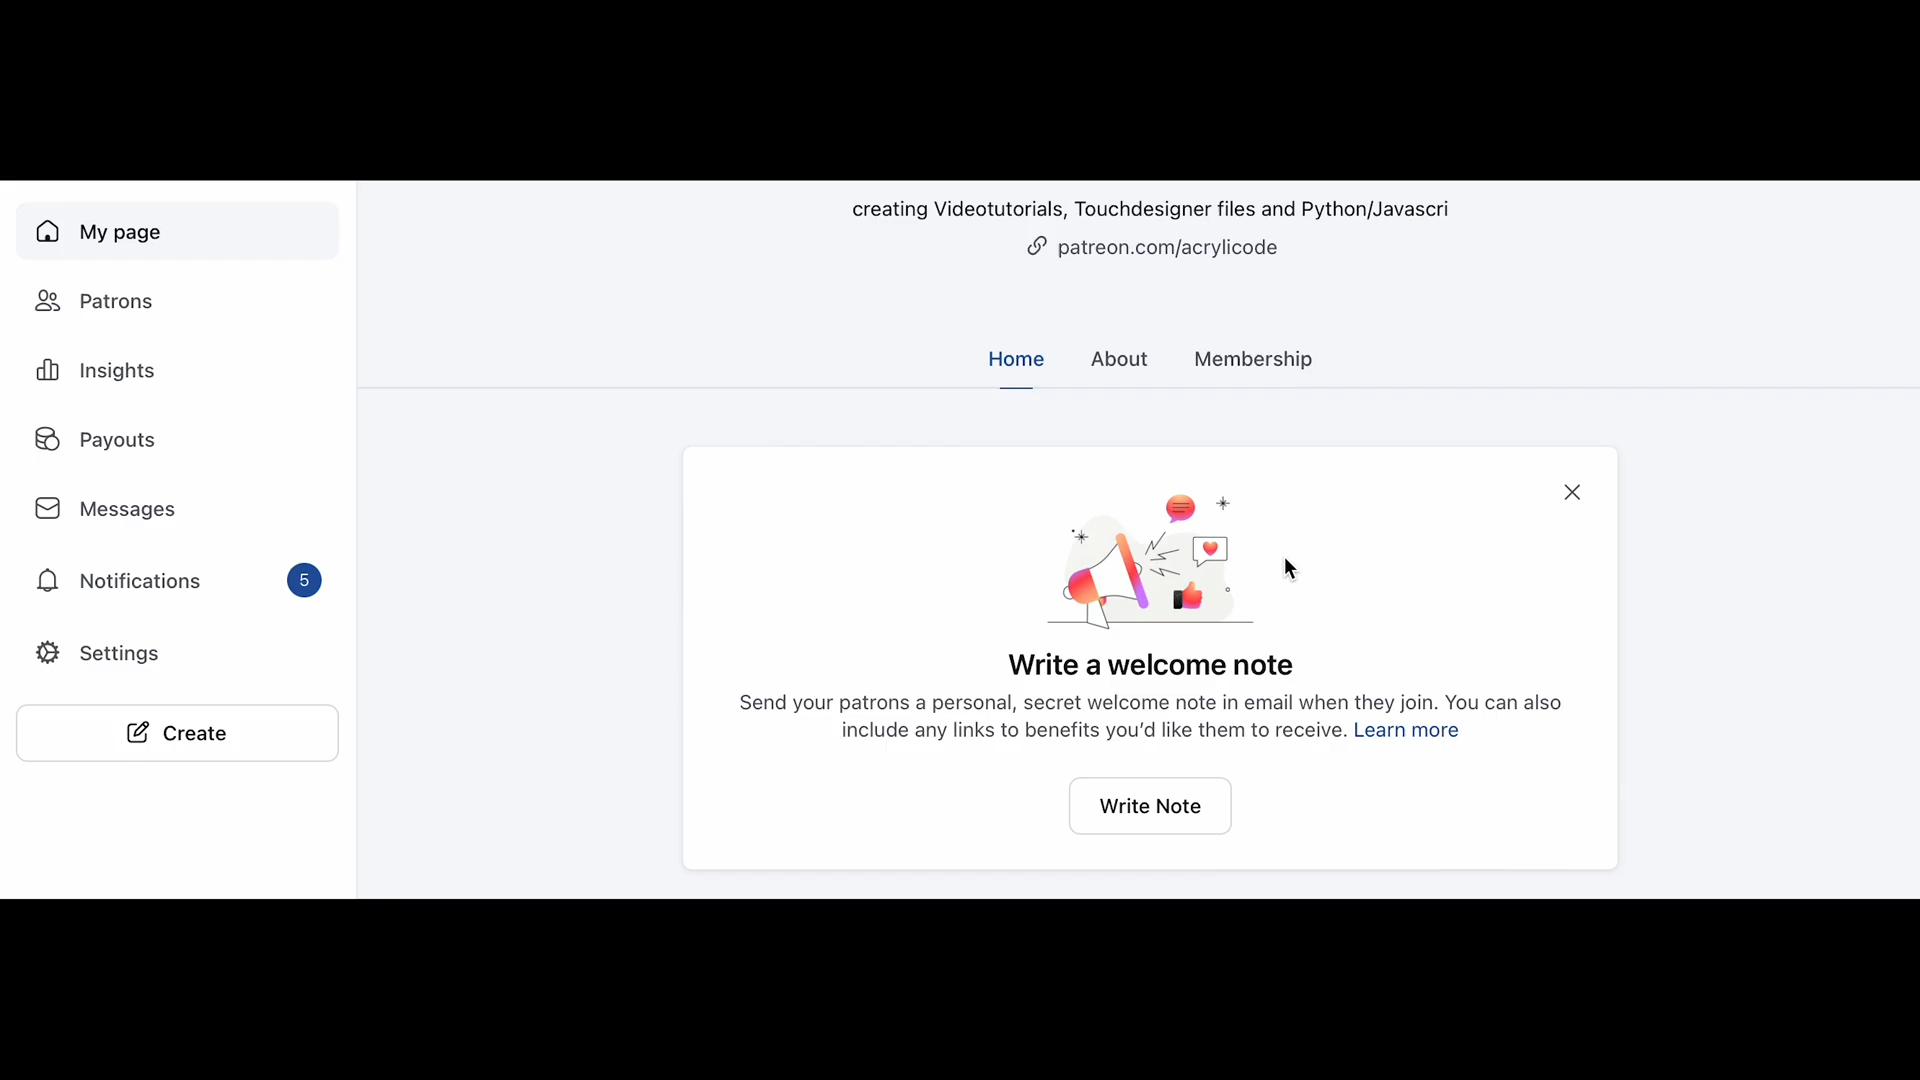 My page
Patrons
Insights
Payouts
Messages
Notifications
5
Settings
Create
creating Videotutorials, Touchdesigner files and Python/Javascri
patreon.com/acrylicode
Home
About
Membership
Write a welcome note
Send your patrons a personal, secret welcome note in email when they join. You can also
include any links to benefits you’d like them to receive. Learn more
Write Note